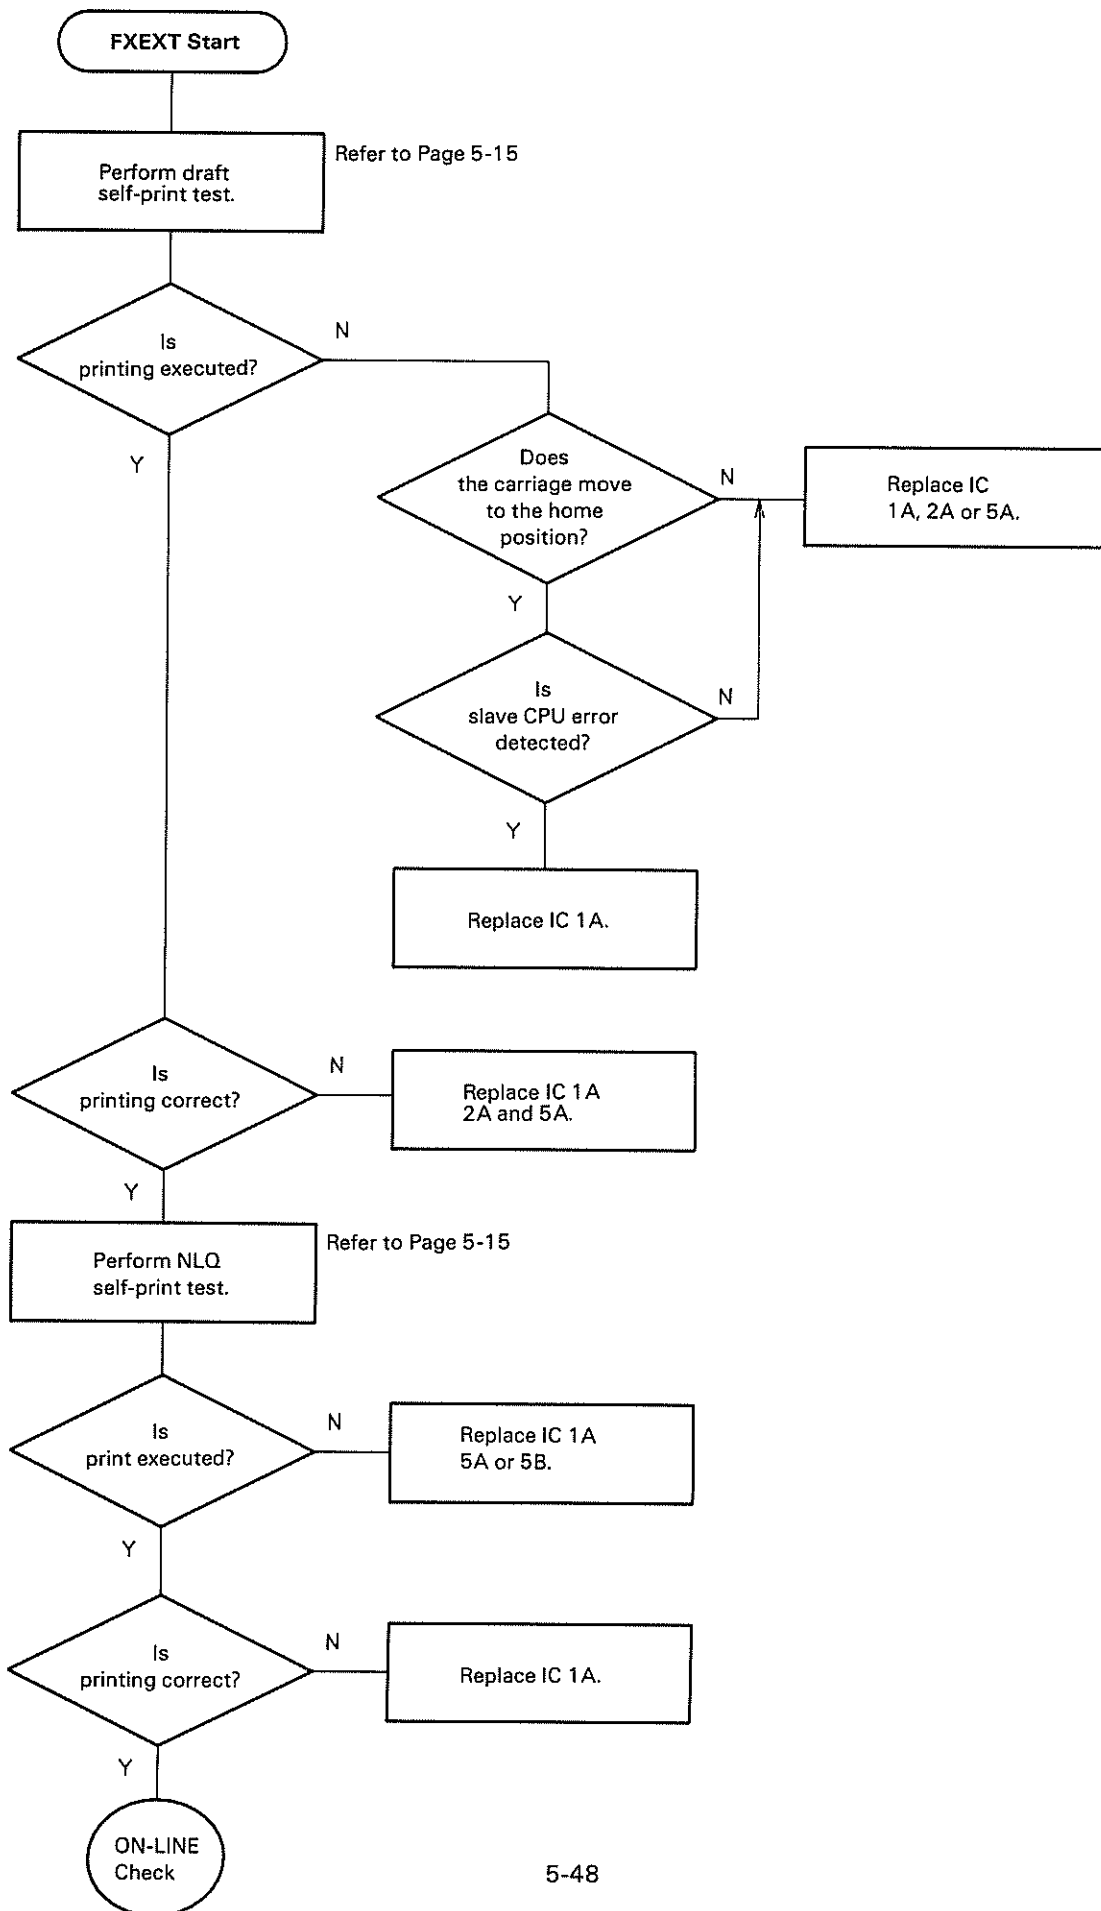 FXEXT Start
Refer to Page 5-15
Perform draft
self-print test.
Is
printing executed?
N
Y
Does
the carriage move
to the home
position?
N
Replace IC
1A, 2A or 5A.
Y
Is
slave CPU error
detected?
N
Y
Replace IC 1A.
Is
printing correct?
N
Replace IC 1A
2A and 5A.
Y
Refer to Page 5-15
Perform NLQ
self-print test.
Is
print executed?
N
Replace IC 1A
5A or 5B.
Y
Is
printing correct?
N
Replace IC 1A.
Y
ON-LINE
Check
5-48